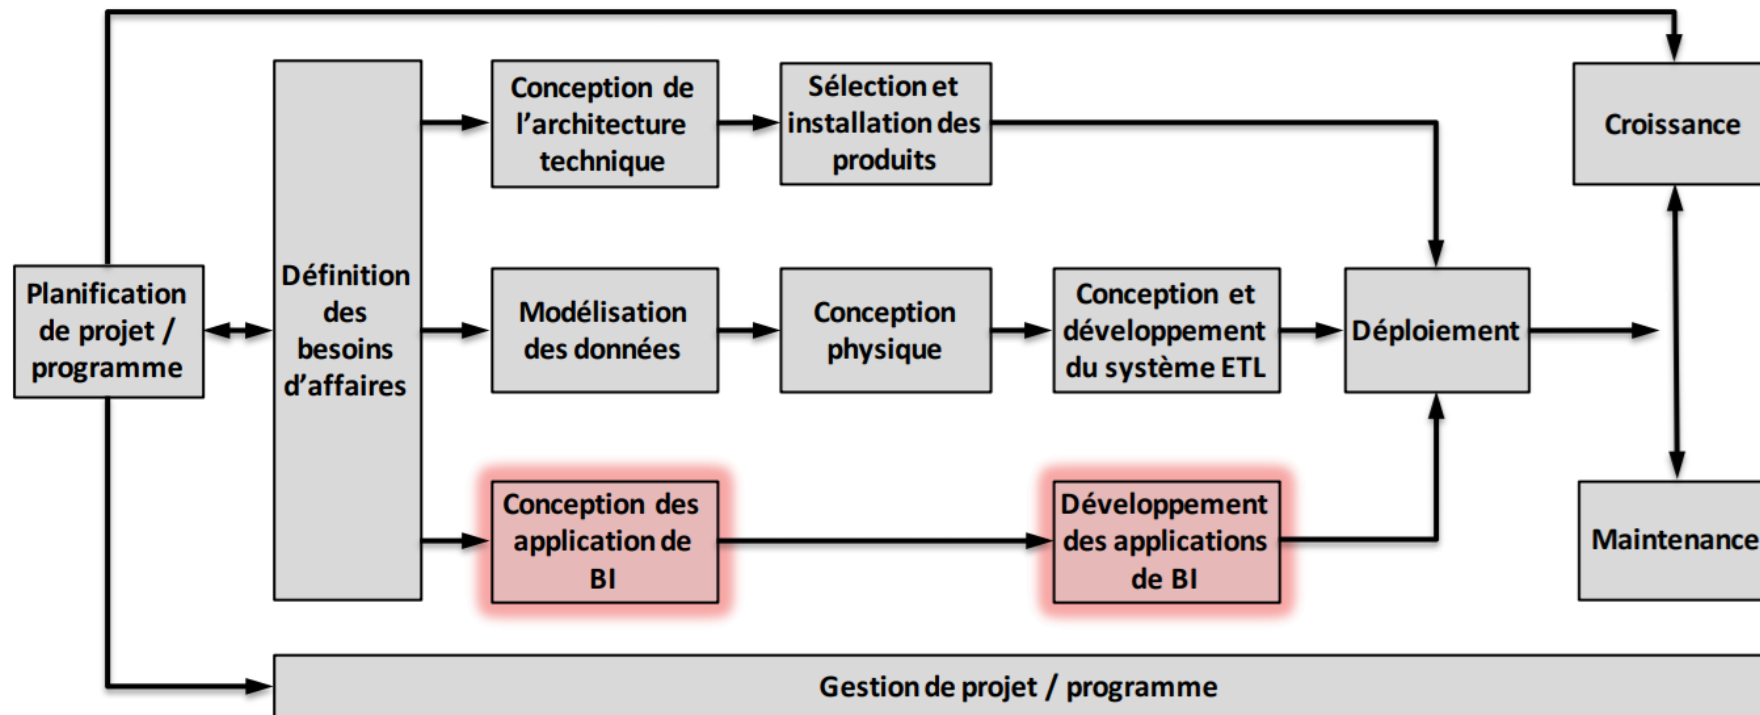 Planification
de projet /
programme
Définition
des
besoins
d’affaires
Conception de
l’architecture
technique
Sélection et
installation des
produits
Modélisation
des données
Conception
physique
Conception et
développement
du système ETL
Déploiement
Conception des
application de
BI
Développement
des applications
de BI
Croissance
Maintenance
Gestion de projet / programme